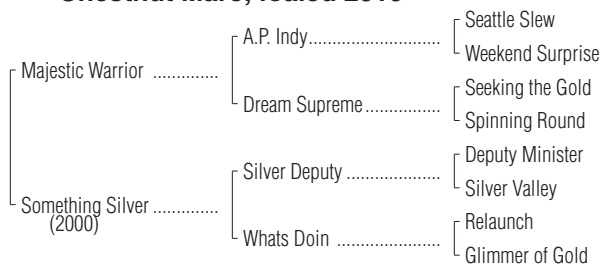 Seattle Slew
A.P. Indy
Weekend Surprise
Majestic Warrior
Seeking the Gold
Dream Supreme
Spinning Round
Deputy Minister
Silver Deputy
Silver Valley
Something Silver
(2000)
Relaunch
Whats Doin
Glimmer of Gold